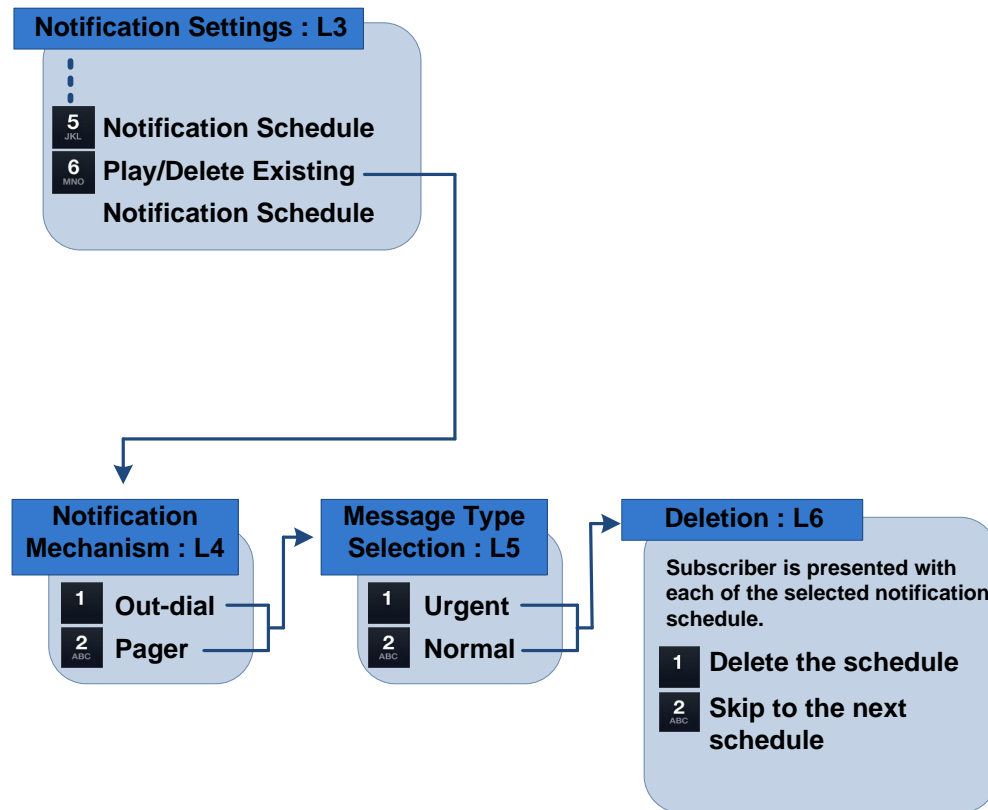 Notification Settings : L3
5
JKL
Notification Schedule
6
MNO
Play/Delete Existing
Notification Schedule
Notification
Mechanism : L4
1
Out-dial
2
ABC
Pager
Message Type
Selection : L5
1
Urgent
2
ABC
Normal
Deletion : L6
Subscriber is presented with
each of the selected notification
schedule.
1
Delete the schedule
2
ABC
Skip to the next
schedule